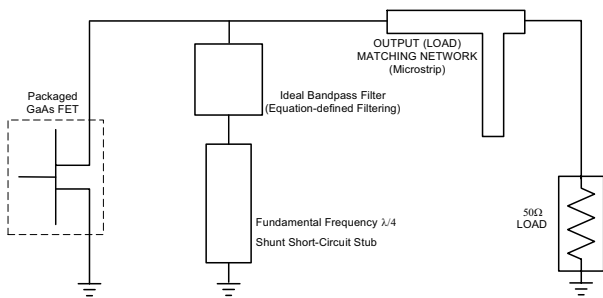 OUTPUT (LOAD)
MATCHING NETWORK
(Microstrip)
Packaged
GaAs FET
Ideal Bandpass Filter
(Equation-defined Filtering)
50Ω
LOAD
Fundamental Frequency λ/4
Shunt Short-Circuit Stub